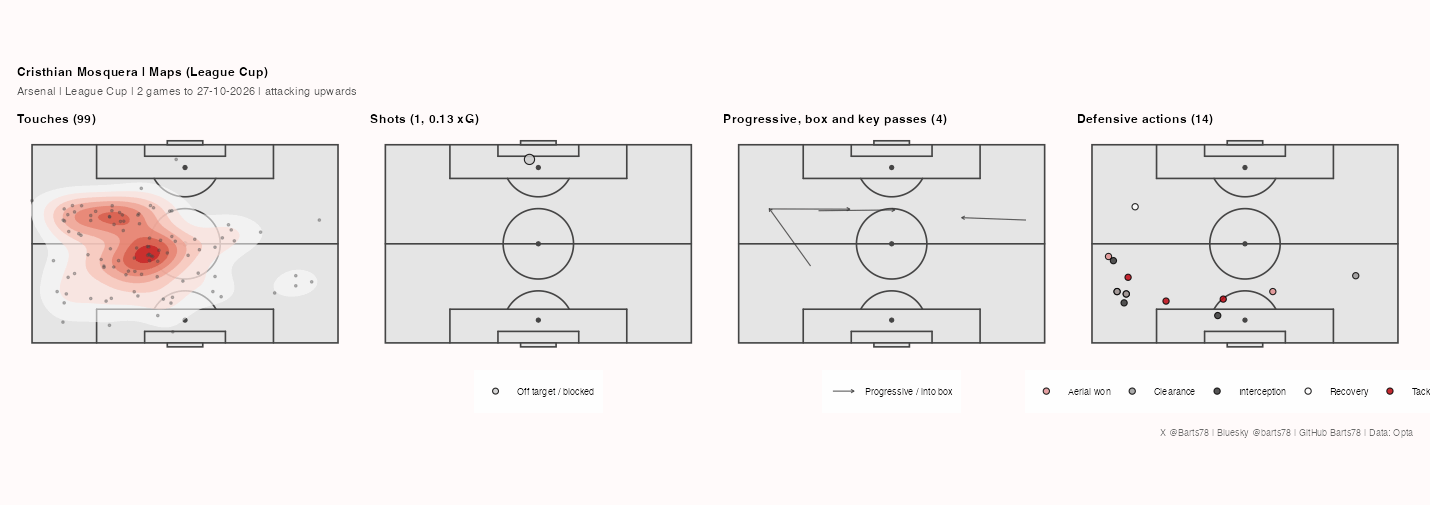 Cristhian Mosquera | Maps (League Cup)
Arsenal | League Cup | 2 games to 27-10-2026 | attacking upwards
Touches (99)
Shots (1, 0.13 xG)
Progressive, box and key passes (4)
Defensive actions (14)
Off target / blocked
Progressive / into box
Aerial won
Clearance
Interception
Recovery
Tack
X @Barts78 | Bluesky @barts78 | GitHub Barts78 | Data: Opta